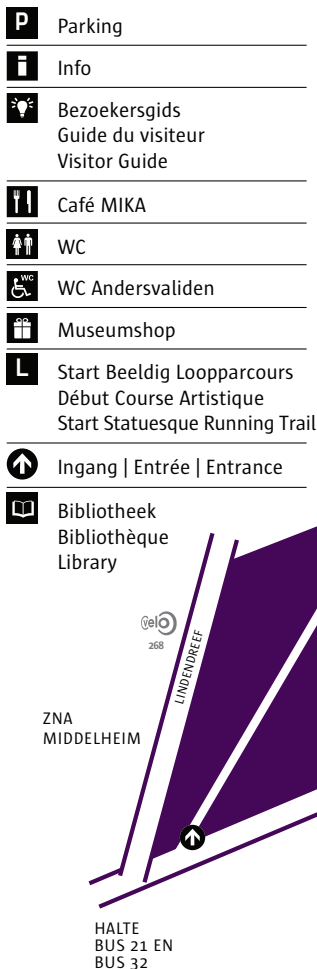 P Parking
i Info
Bezoekersgids
Guide du visiteur
Visitor Guide
Café MIKA
WC
WC WC Andersvaliden
Museumshop
L Start Beeldig Loopparcours
Début Course Artistique
Start Statuesque Running Trail
Ingang | Entrée | Entrance
Bibliotheek
Bibliothèque
Library
velo
268
LINDENDREEF
ZNA
MIDDELHEIM
HALTE
BUS 21 EN
BUS 32